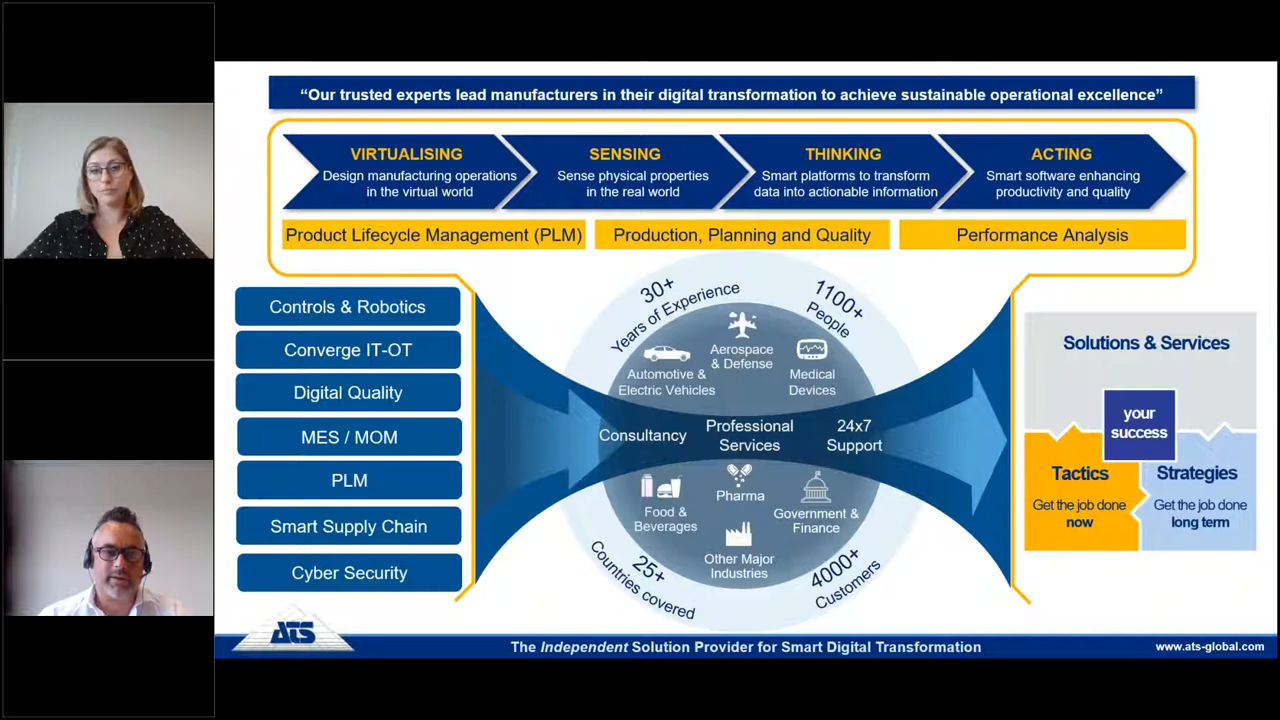 “Our trusted experts lead manufacturers in their digital transformation to achieve sustainable operational excellence”
VIRTUALISING
Design manufacturing operations
in the virtual world
SENSING
Sense physical properties
in the real world
THINKING
Smart platforms to transform
data into actionable information
ACTING
Smart software enhancing
productivity and quality
Product Lifecycle Management (PLM)
Production, Planning and Quality
Performance Analysis
Controls & Robotics
Converge IT-OT
Digital Quality
MES / MOM
PLM
Smart Supply Chain
Cyber Security
30+
Years of Experience
1100+
People
Automotive &
Electric Vehicles
Aerospace
& Defense
Medical
Devices
Consultancy
Professional
Services
24x7
Support
Food &
Beverages
Pharma
Government &
Finance
Other Major
Industries
25+
Countries covered
4000+
Customers
Solutions & Services
your
success
Tactics
Get the job done
now
Strategies
Get the job done
long term
ATS
The Independent Solution Provider for Smart Digital Transformation
www.ats-global.com